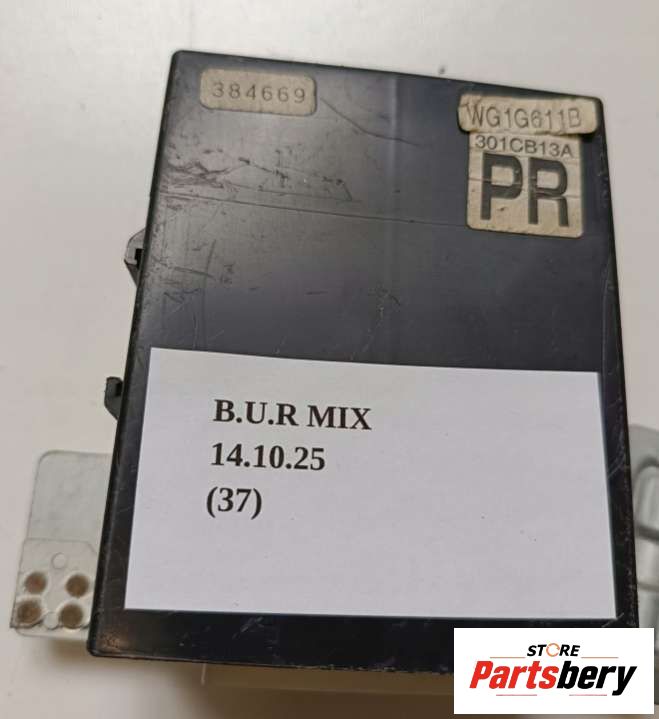 384669
WG1G611B
301CB13A
PR
B.U.R MIX
14.10.25
(37)
STORE
Partsbery